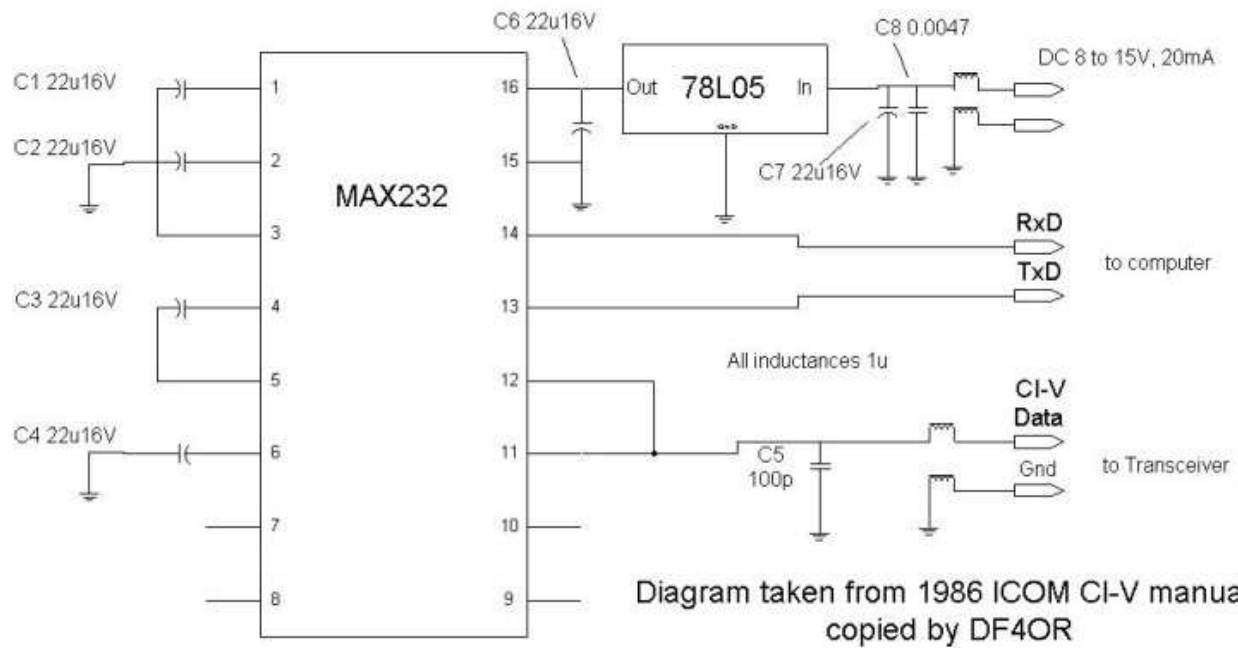 C6 22u16V
C8 0.0047
DC 8 to 15V, 20mA
C1 22u16V
1
16
Out
78L05
In
GND
C2 22u16V
2
15
C7 22u16V
MAX232
3
14
RxD
to computer
TxD
C3 22u16V
4
13
All inductances 1u
5
12
CI-V
Data
C4 22u16V
6
11
C5
100p
Gnd
to Transceiver
7
10
8
9
Diagram taken from 1986 ICOM CI-V manua
copied by DF4OR